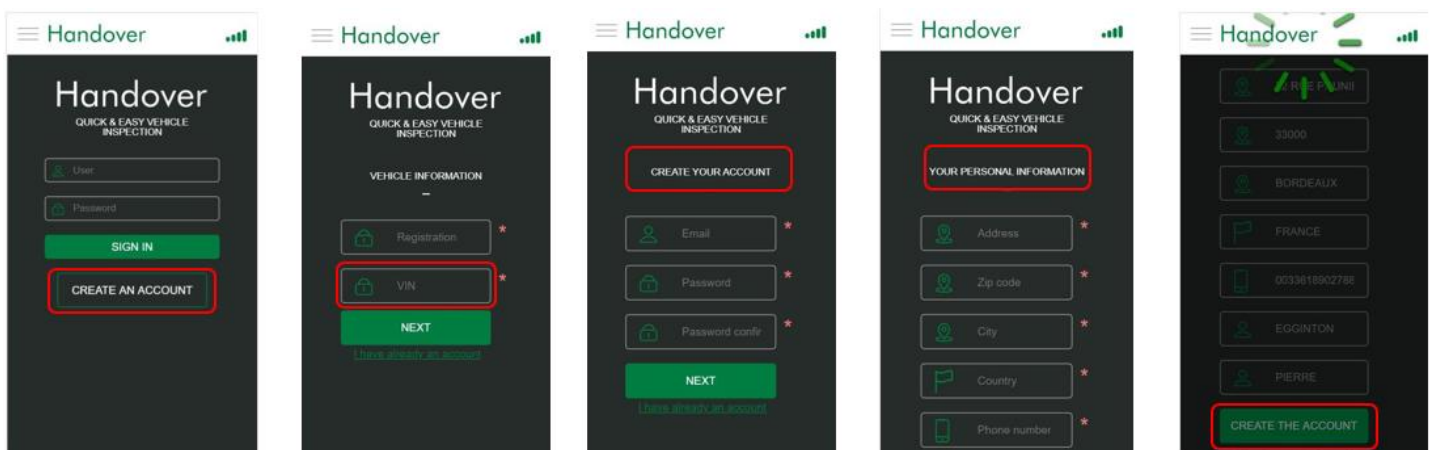 Handover
Handover
QUICK & EASY VEHICLE
INSPECTION
User
Password
SIGN IN
CREATE AN ACCOUNT
Handover
Handover
QUICK & EASY VEHICLE
INSPECTION
VEHICLE INFORMATION
–
Registration *
VIN *
NEXT
I have already an account
Handover
Handover
QUICK & EASY VEHICLE
INSPECTION
CREATE YOUR ACCOUNT
Email *
Password *
Password confir *
NEXT
I have already an account
Handover
Handover
QUICK & EASY VEHICLE
INSPECTION
YOUR PERSONAL INFORMATION
Address *
Zip code *
City *
Country *
Phone number *
Handover
RUE
33000
BORDEAUX
FRANCE
0033618902788
EGGINTON
PIERRE
CREATE THE ACCOUNT